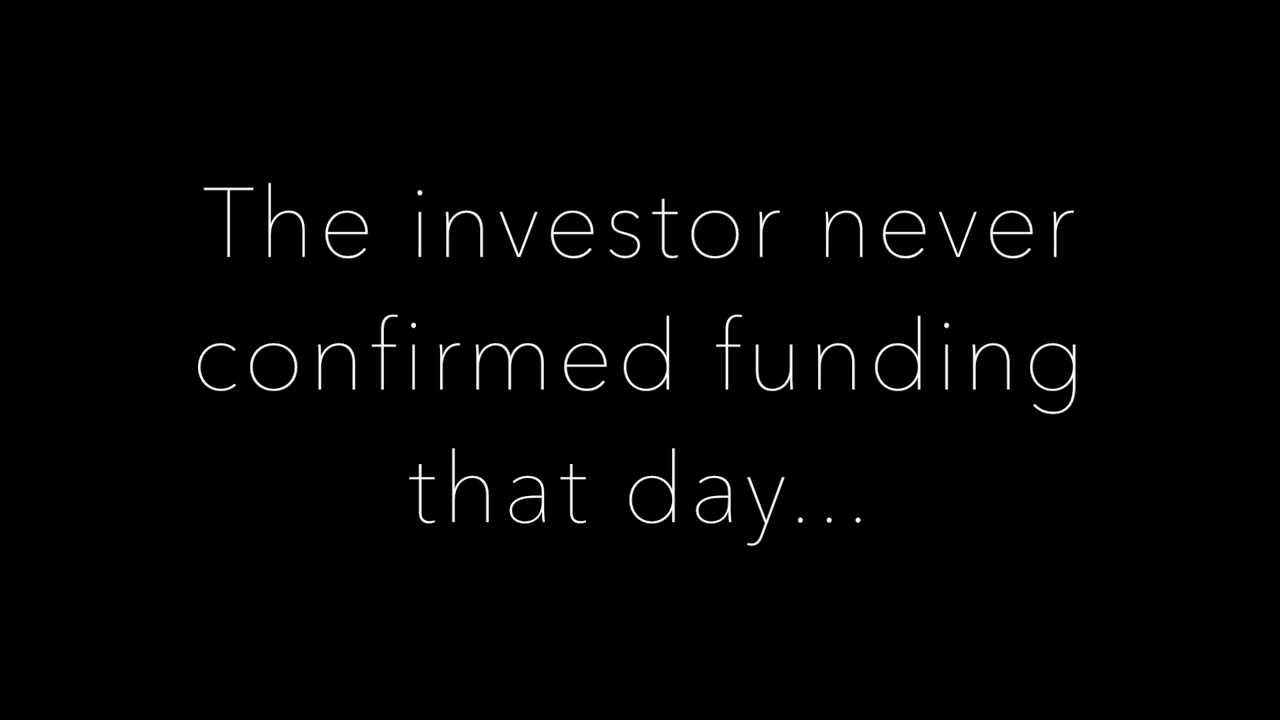 The investor never
confirmed funding
that day...